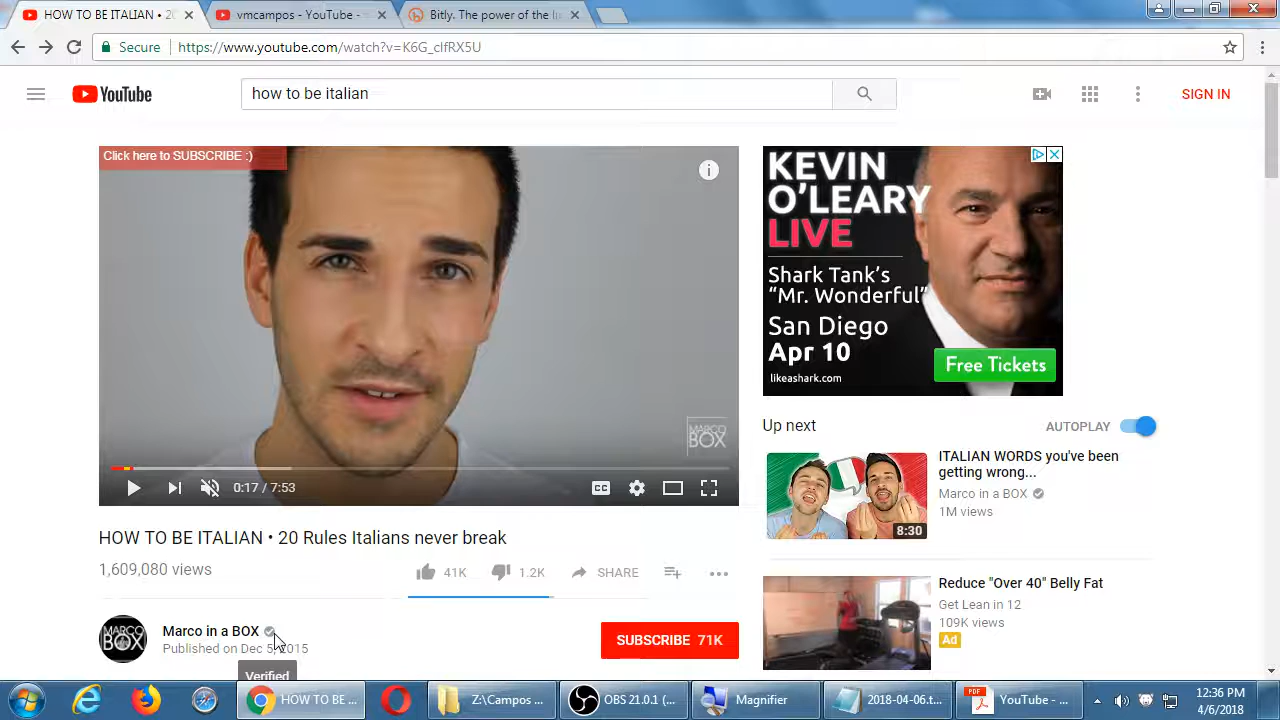 HOW TO BE ITALIAN • 2
vmcampos - YouTube -
Bitly. The power of the l
Secure
https://www.youtube.com/watch?v=K6G_cIfRX5U
YouTube
how to be italian
SIGN IN
Click here to SUBSCRIBE :)
MARCO
BOX
0:17 / 7:53
CC
HOW TO BE ITALIAN • 20 Rules Italians never break
1,609,080 views
41K
1.2K
SHARE
MARCO
BOX
Marco in a BOX
Published on Dec 5, 2015
SUBSCRIBE 71K
Verified
KEVIN
O'LEARY
LIVE
Shark Tank's
"Mr. Wonderful"
San Diego
Apr 10
likeashark.com
Free Tickets
Up next
AUTOPLAY
ITALIAN WORDS you've been
getting wrong...
Marco in a BOX
1M views
8:30
Reduce "Over 40" Belly Fat
Get Lean in 12
109K views
Ad
HOW TO BE ...
Z:\Campos ...
OBS 21.0.1 (...
Magnifier
2018-04-06.t...
PDF
YouTube - ...
12:36 PM
4/6/2018